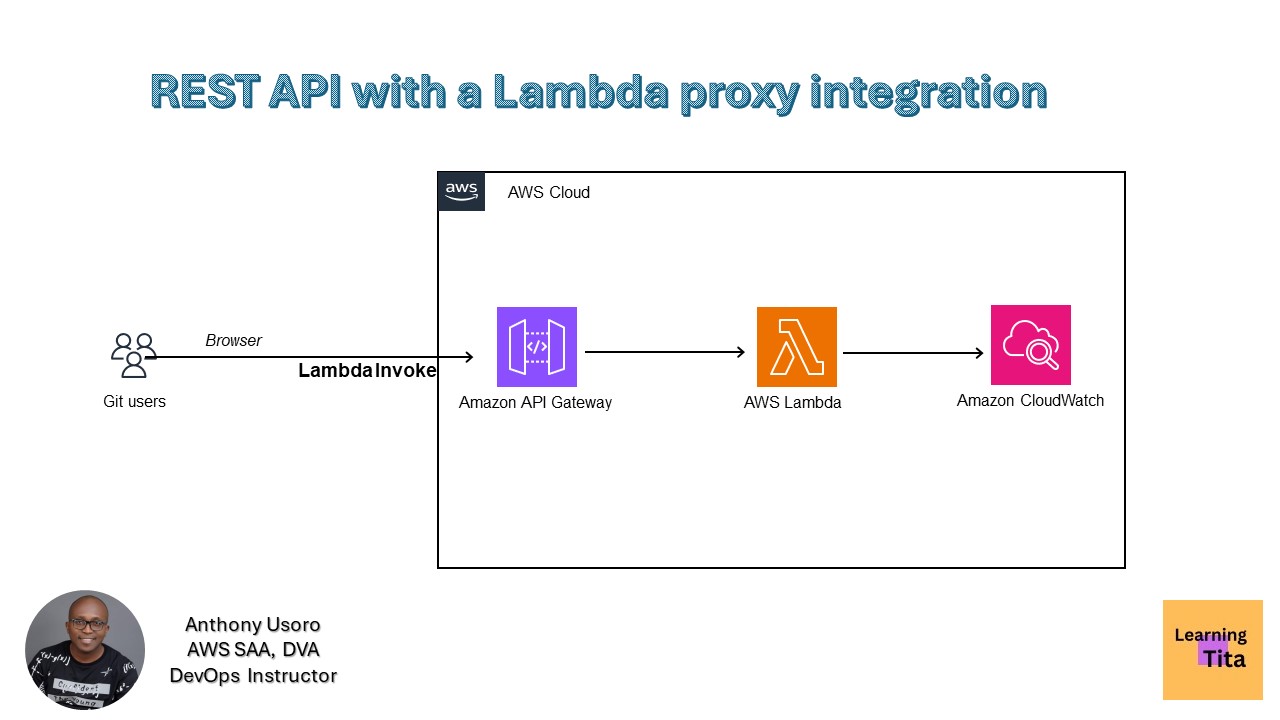 REST API with a Lambda proxy integration
aws
AWS Cloud
Browser
Lambda Invoke
</>
Git users
Amazon API Gateway
AWS Lambda
Amazon CloudWatch
Anthony Usoro
AWS SAA, DVA
DevOps Instructor
Learning
Tita